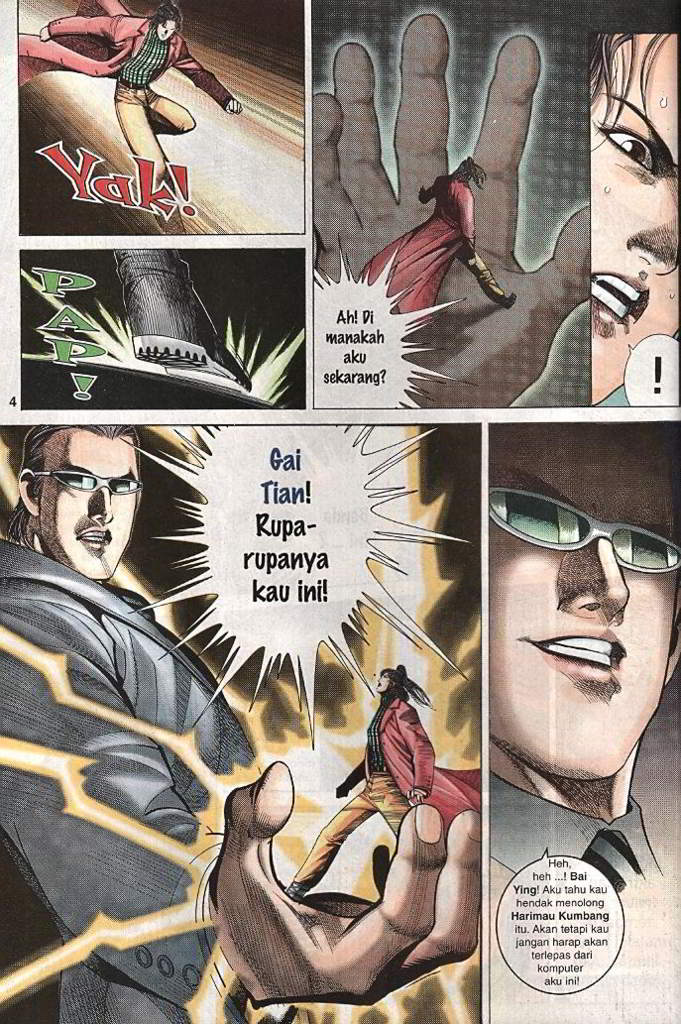 Yak!
Ah! Di
manakah
aku
sekarang?
!
PAP!
4
Gai
Tian!
Rupa-
rupanya
kau ini!
Heh,
heh ...! Bai
Ying! Aku tahu kau
hendak menolong
Harimau Kumbang
itu. Akan tetapi kau
jangan harap akan
terlepas dari
komputer
aku ini!